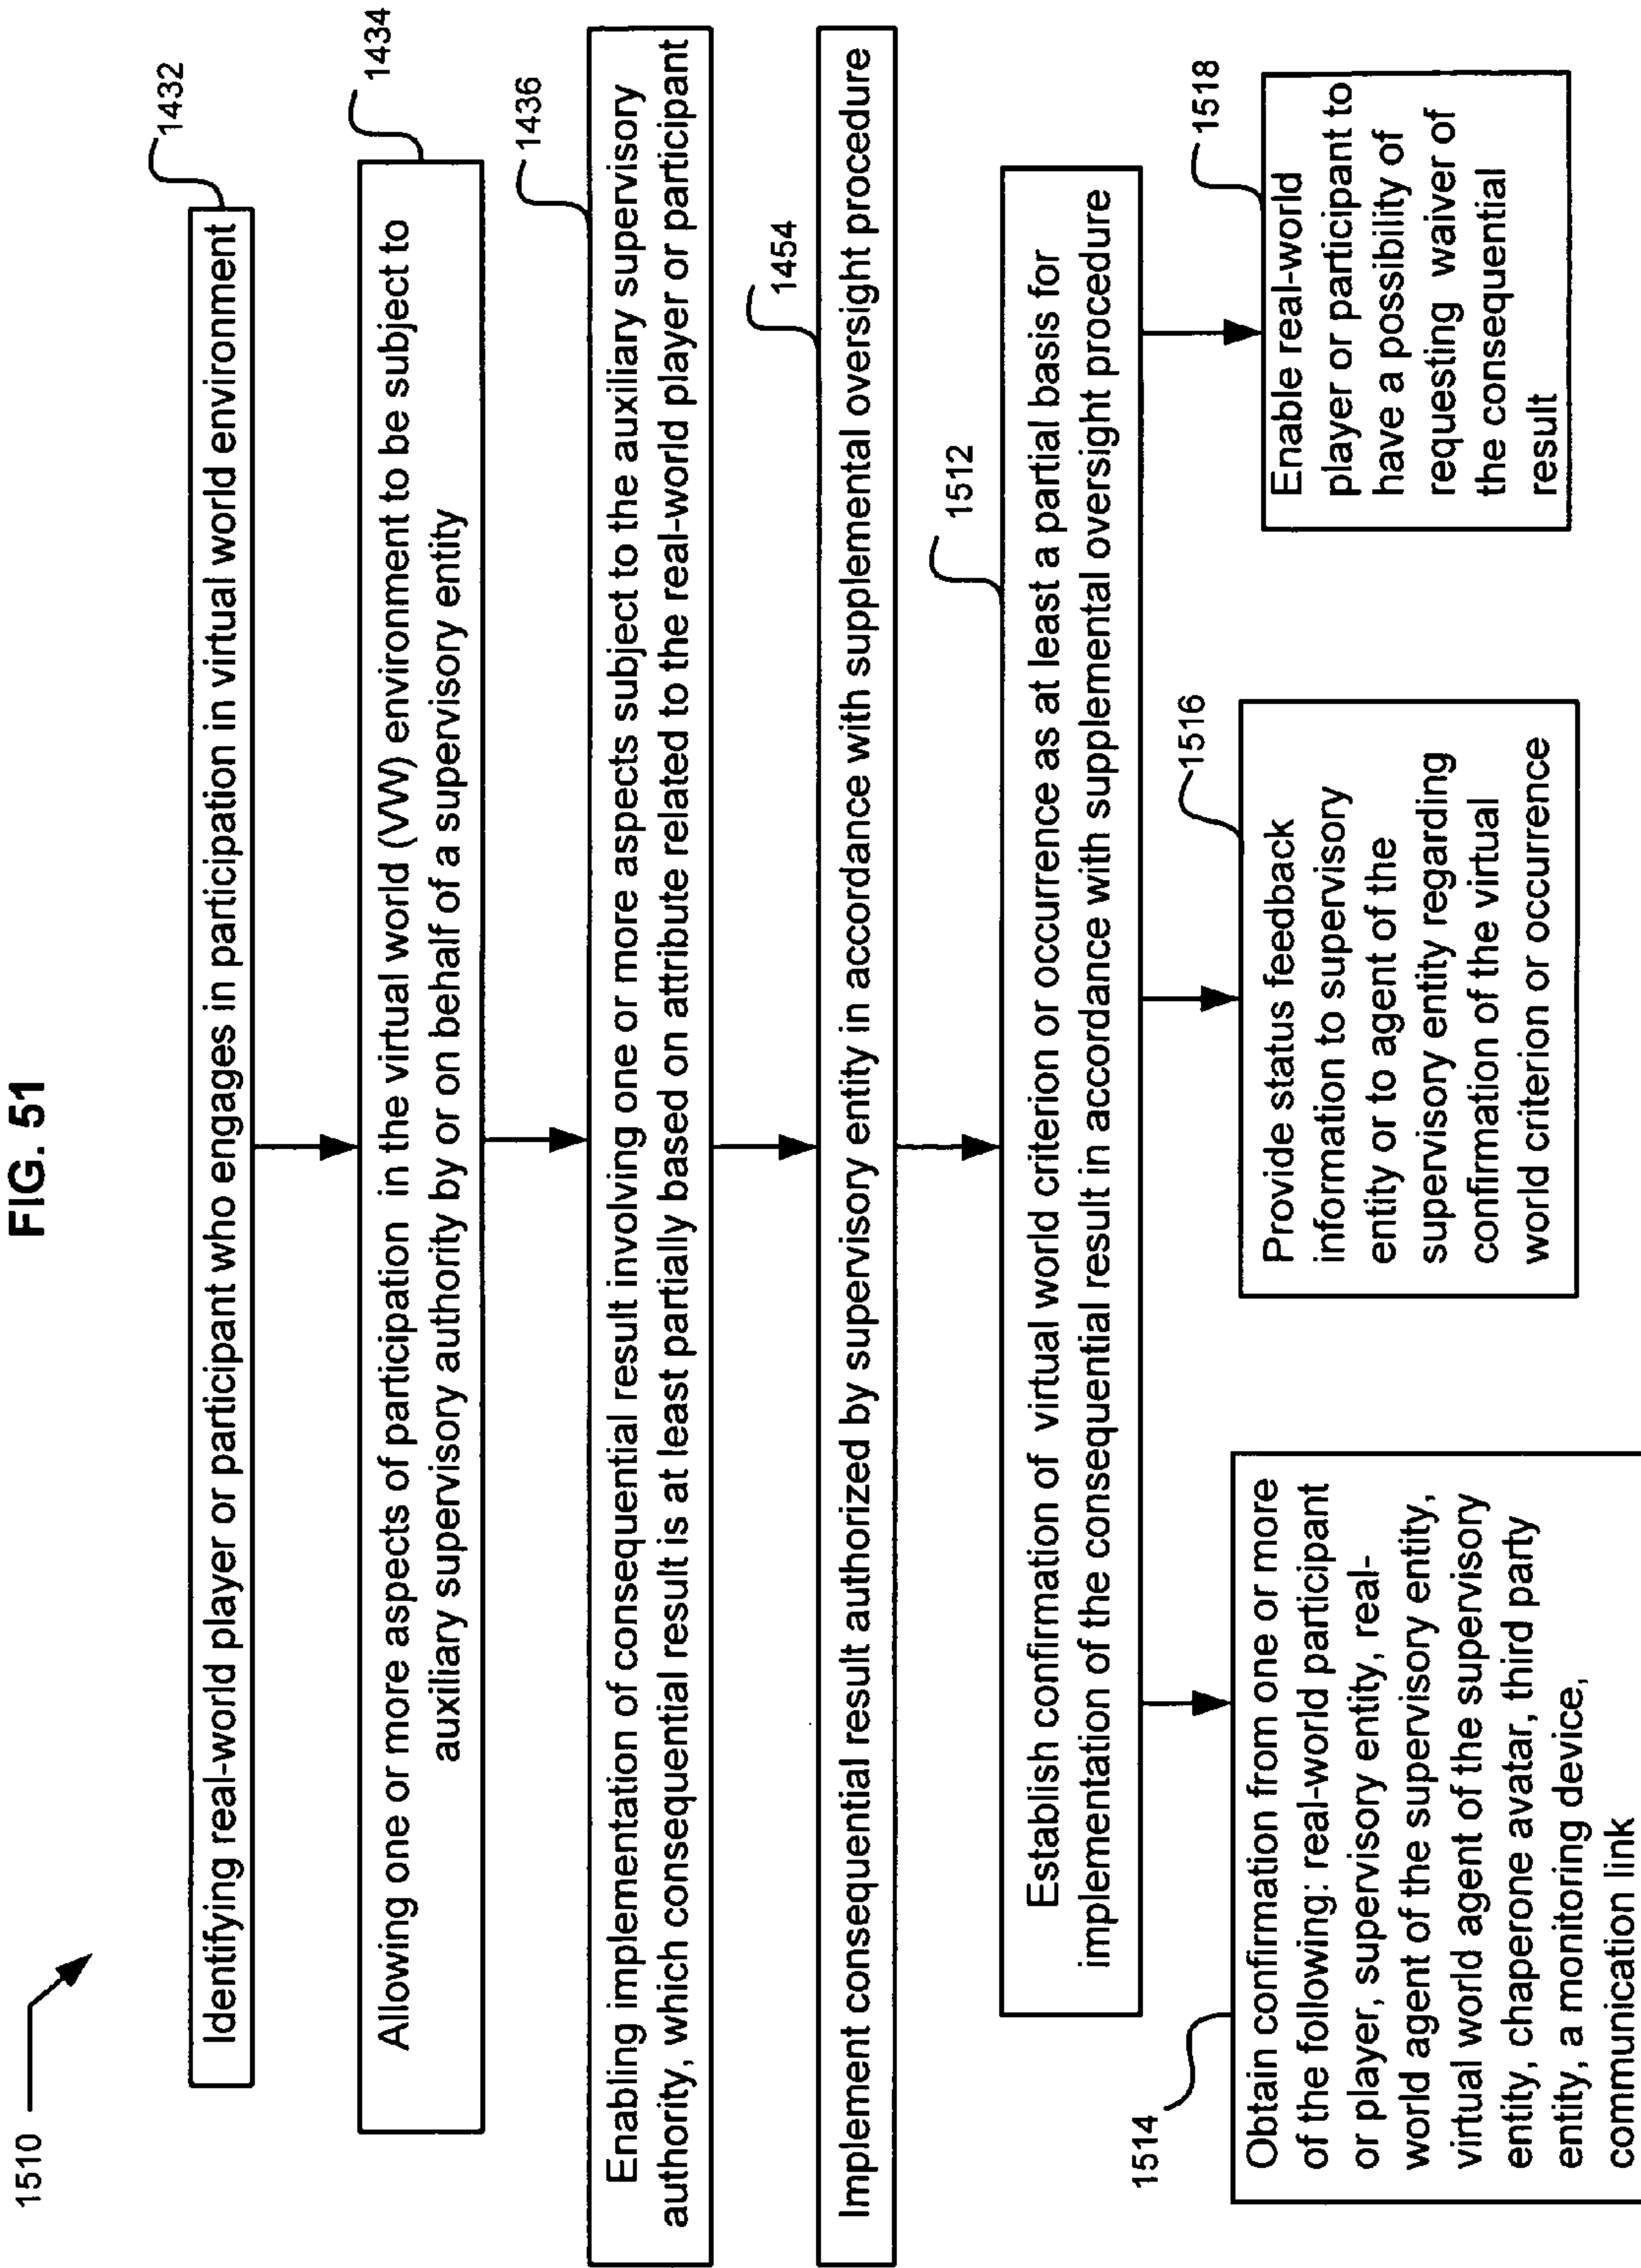 FIG. 51
1510
1432
Identifying real-world player or participant who engages in participation in virtual world environment
1434
Allowing one or more aspects of participation in the virtual world (VW) environment to be subject to
auxiliary supervisory authority by or on behalf of a supervisory entity
1436
Enabling implementation of consequential result involving one or more aspects subject to the auxiliary supervisory
authority, which consequential result is at least partially based on attribute related to the real-world player or participant
1454
Implement consequential result authorized by supervisory entity in accordance with supplemental oversight procedure
1512
Establish confirmation of virtual world criterion or occurrence as at least a partial basis for
implementation of the consequential result in accordance with supplemental oversight procedure
1514
Obtain confirmation from one or more
of the following: real-world participant
or player, supervisory entity, real-
world agent of the supervisory entity,
virtual world agent of the supervisory
entity, chaperone avatar, third party
entity, a monitoring device,
communication link
1516
Provide status feedback
information to supervisory
entity or to agent of the
supervisory entity regarding
confirmation of the virtual
world criterion or occurrence
1518
Enable real-world
player or participant to
have a possibility of
requesting waiver of
the consequential
result